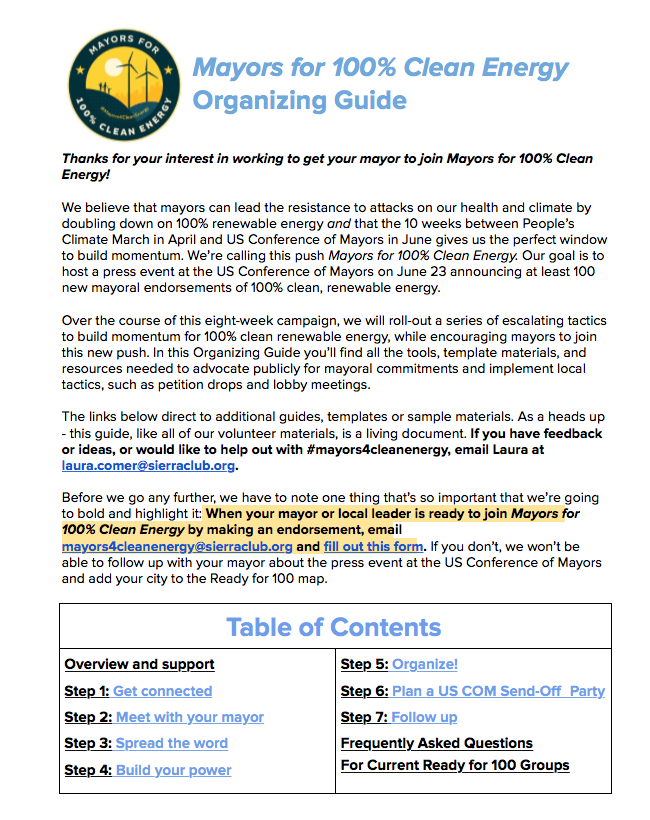 MAYORS FOR
100% CLEAN ENERGY
Mayors for 100% Clean Energy
Organizing Guide
Thanks for your interest in working to get your mayor to join Mayors for 100% Clean
Energy!
We believe that mayors can lead the resistance to attacks on our health and climate by
doubling down on 100% renewable energy and that the 10 weeks between People's
Climate March in April and US Conference of Mayors in June gives us the perfect window
to build momentum. We're calling this push Mayors for 100% Clean Energy. Our goal is to
host a press event at the US Conference of Mayors on June 23 announcing at least 100
new mayoral endorsements of 100% clean, renewable energy.
Over the course of this eight-week campaign, we will roll-out a series of escalating tactics
to build momentum for 100% clean renewable energy, while encouraging mayors to join
this new push. In this Organizing Guide you'll find all the tools, template materials, and
resources needed to advocate publicly for mayoral commitments and implement local
tactics, such as petition drops and lobby meetings.
The links below direct to additional guides, templates or sample materials. As a heads up
- this guide, like all of our volunteer materials, is a living document. If you have feedback
or ideas, or would like to help out with #mayors4cleanenergy, email Laura at
laura.comer@sierraclub.org.
Before we go any further, we have to note one thing that's so important that we're going
to bold and highlight it: When your mayor or local leader is ready to join Mayors for
100% Clean Energy by making an endorsement, email
mayors4cleanenergy@sierraclub.org and fill out this form. If you don't, we won't be
able to follow up with your mayor about the press event at the US Conference of Mayors
and add your city to the Ready for 100 map.
Table of Contents
Overview and support
Step 1: Get connected
Step 2: Meet with your mayor
Step 3: Spread the word
Step 4: Build your power
Step 5: Organize!
Step 6: Plan a US COM Send-Off Party
Step 7: Follow up
Frequently Asked Questions
For Current Ready for 100 Groups